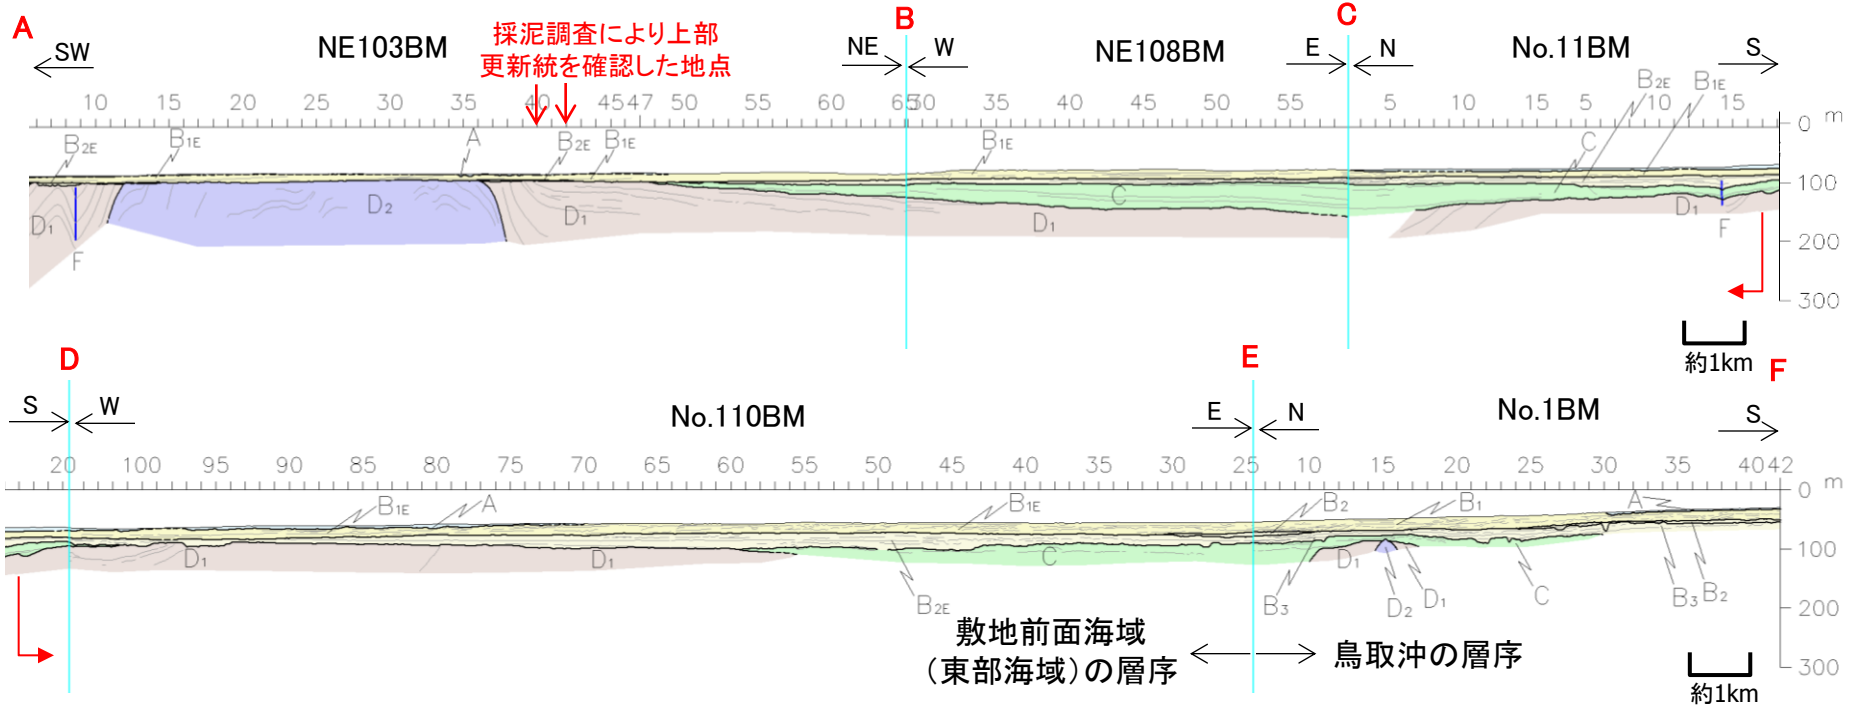 A
B
C
SW
NE103BM
採泥調査により上部
更新統を確認した地点
NE
W
NE108BM
E
N
No.11BM
S
10 15 20 25 30 35 40 45 47 50 55 60 65 30 35 40 45 50 55 5 10 15 5 10 15
0 m
100
200
300
B2E
B1E
A
B2E
B1E
B1E
C
B2E
B1E
D1
F
D2
D1
C
D1
D1
F
約1km
D
E
F
S
W
No.110BM
E
N
No.1BM
S
20 100 95 90 85 80 75 70 65 60 55 50 45 40 35 30 25 10 15 20 25 30 35 40 42
0 m
100
200
300
B1E
A
B1E
B2
B1
A
D1
D1
C
B2E
B3
D1
D2
D1
C
B3
B2
敷地前面海域
(東部海域)の層序
鳥取沖の層序
約1km